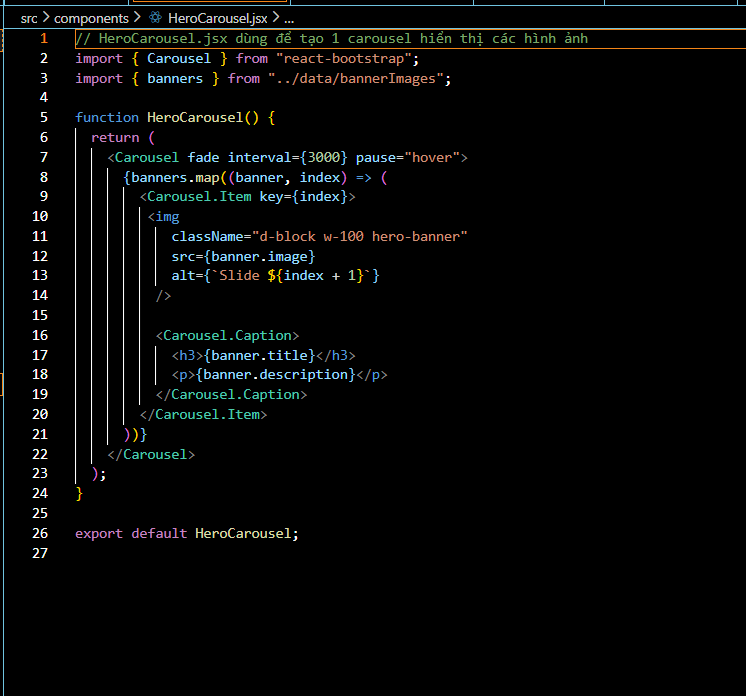 src > components > HeroCarousel.jsx > ...
1 // HeroCarousel.jsx dùng để tạo 1 carousel hiển thị các hình ảnh
2 import { Carousel } from "react-bootstrap";
3 import { banners } from "../data/bannerImages";
4
5 function HeroCarousel() {
6   return (
7     <Carousel fade interval={3000} pause="hover">
8       {banners.map((banner, index) => (
9         <Carousel.Item key={index}>
10          <img
11             className="d-block w-100 hero-banner"
12             src={banner.image}
13             alt={`Slide ${index + 1}`}
14           />
15
16           <Carousel.Caption>
17             <h3>{banner.title}</h3>
18             <p>{banner.description}</p>
19           </Carousel.Caption>
20         </Carousel.Item>
21       ))}
22     </Carousel>
23   );
24 }
25
26 export default HeroCarousel;
27